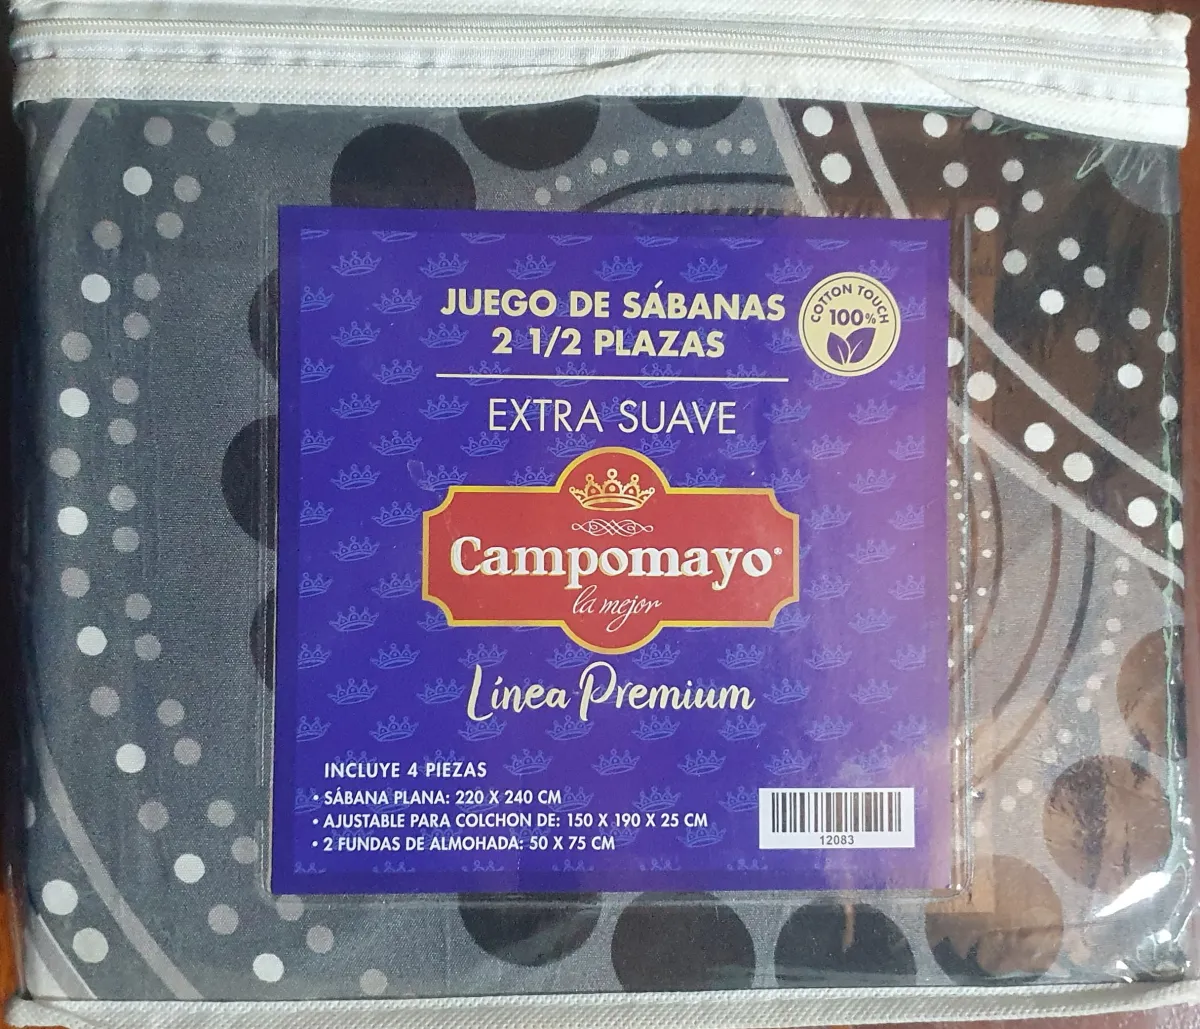 JUEGO DE SÁBANAS
2 1/2 PLAZAS
COTTON TOUCH
100%
EXTRA SUAVE
Campomayo®
la mejor
Línea Premium
INCLUYE 4 PIEZAS
• SÁBANA PLANA: 220 X 240 CM
• AJUSTABLE PARA COLCHON DE: 150 X 190 X 25 CM
• 2 FUNDAS DE ALMOHADA: 50 X 75 CM
12083